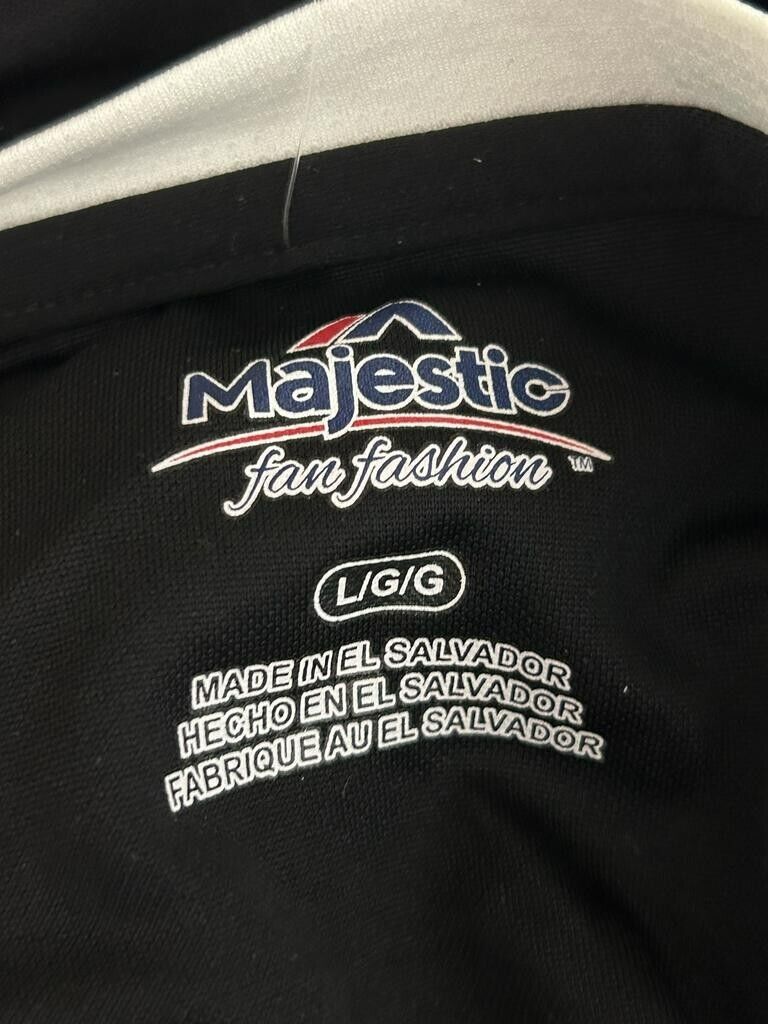 Majestic
fan fashion ™
L/G/G
MADE IN EL SALVADOR
HECHO EN EL SALVADOR
FABRIQUE AU EL SALVADOR